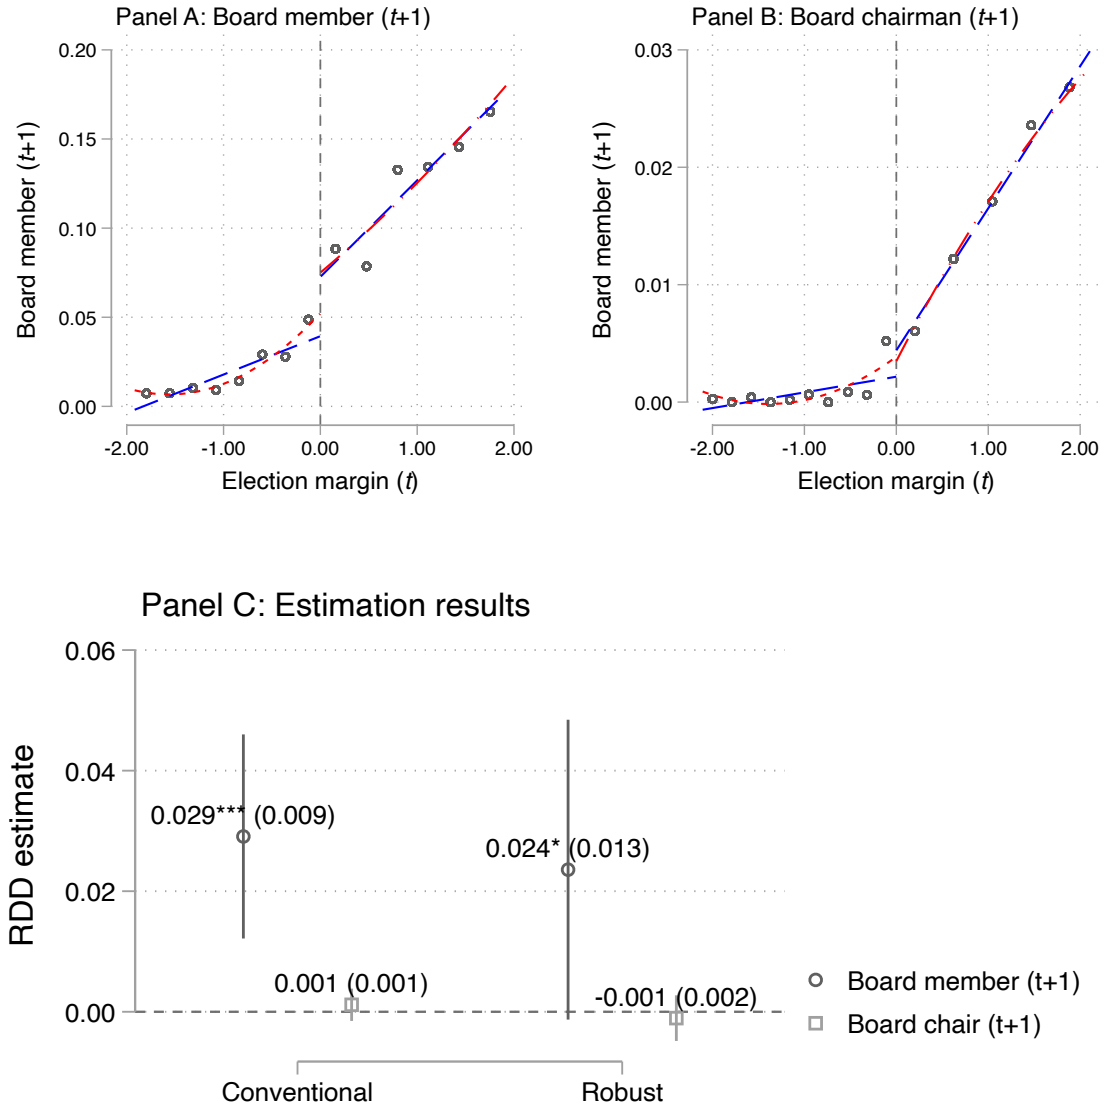 Panel A: Board member (t+1)
Board member (t+1)
0.20
0.15
0.10
0.05
0.00
-2.00 -1.00 0.00 1.00 2.00
Election margin (t)
Panel B: Board chairman (t+1)
Board member (t+1)
0.03
0.02
0.01
0.00
-2.00 -1.00 0.00 1.00 2.00
Election margin (t)
Panel C: Estimation results
RDD estimate
0.06
0.04
0.02
0.00
0.029*** (0.009)
0.024* (0.013)
0.001 (0.001)
-0.001 (0.002)
Conventional Robust
Board member (t+1)
Board chair (t+1)